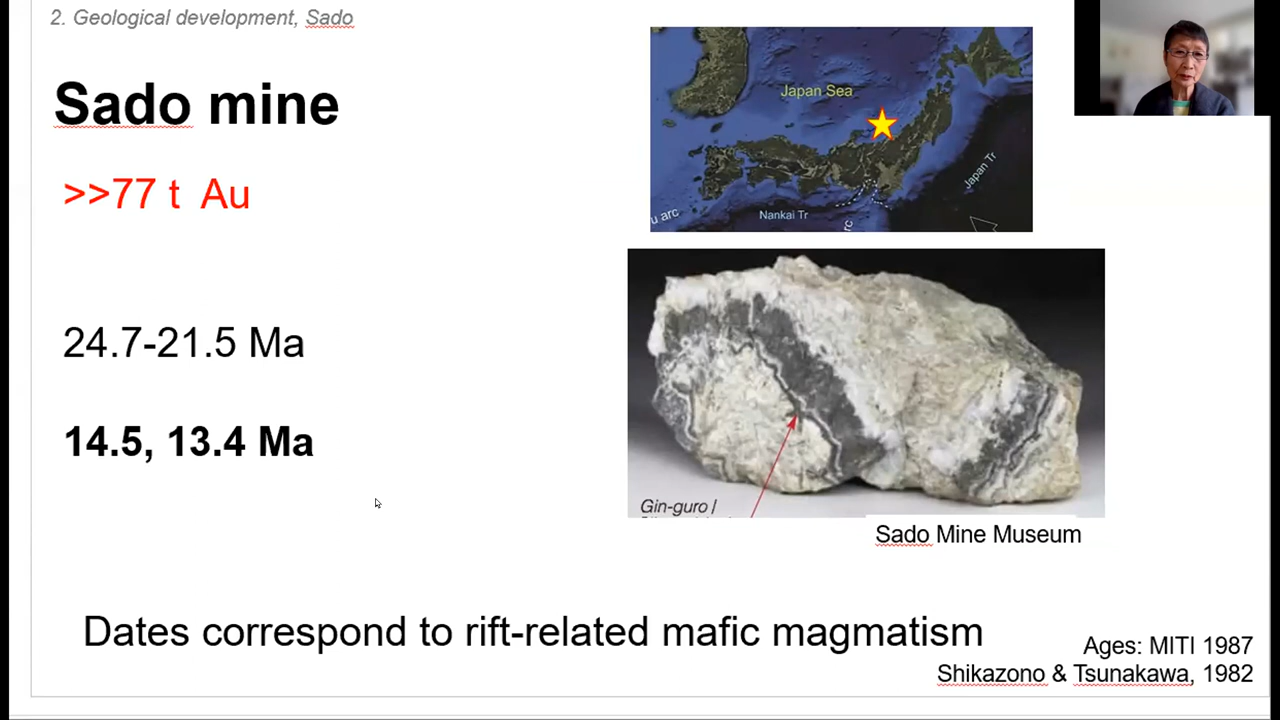 2. Geological development, Sado
Sado mine
>>77 t Au
24.7-21.5 Ma
14.5, 13.4 Ma
Japan Sea
Japan Tr
Nankai Tr
u arc
rc
Gin-guro /
Sado Mine Museum
Dates correspond to rift-related mafic magmatism
Ages: MITI 1987
Shikazono & Tsunakawa, 1982